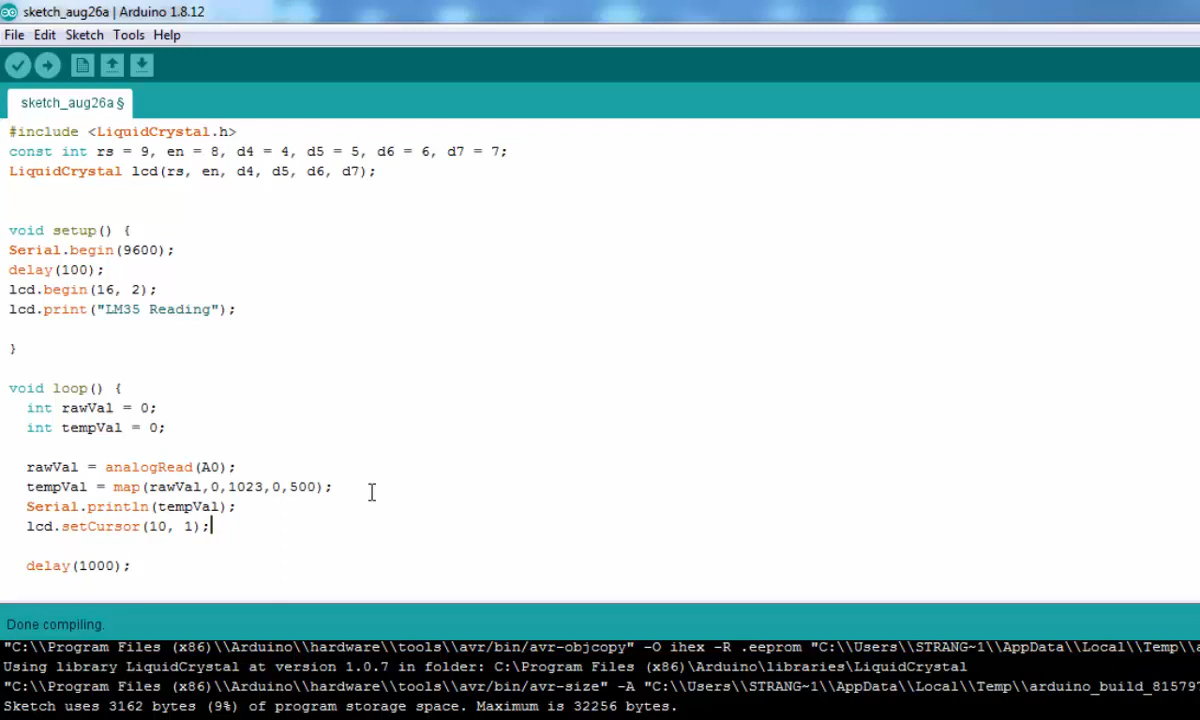 sketch_aug26a | Arduino 1.8.12
File Edit Sketch Tools Help
sketch_aug26a §
#include <LiquidCrystal.h>
const int rs = 9, en = 8, d4 = 4, d5 = 5, d6 = 6, d7 = 7;
LiquidCrystal lcd(rs, en, d4, d5, d6, d7);
void setup() {
Serial.begin(9600);
delay(100);
lcd.begin(16, 2);
lcd.print("LM35 Reading");
}
void loop() {
int rawVal = 0;
int tempVal = 0;
rawVal = analogRead(A0);
tempVal = map(rawVal,0,1023,0,500);
Serial.println(tempVal);
lcd.setCursor(10, 1);
delay(1000);
Done compiling.
"C:\\Program Files (x86)\\Arduino\\hardware\\tools\\avr/bin/avr-objcopy" -O ihex -R .eeprom "C:\\Users\\STRANG~1\\AppData\\Local\\Temp\\a
Using library LiquidCrystal at version 1.0.7 in folder: C:\Program Files (x86)\Arduino\libraries\LiquidCrystal
"C:\\Program Files (x86)\\Arduino\\hardware\\tools\\avr/bin/avr-size" -A "C:\\Users\\STRANG~1\\AppData\\Local\\Temp\\arduino_build_81579
Sketch uses 3162 bytes (9%) of program storage space. Maximum is 32256 bytes.